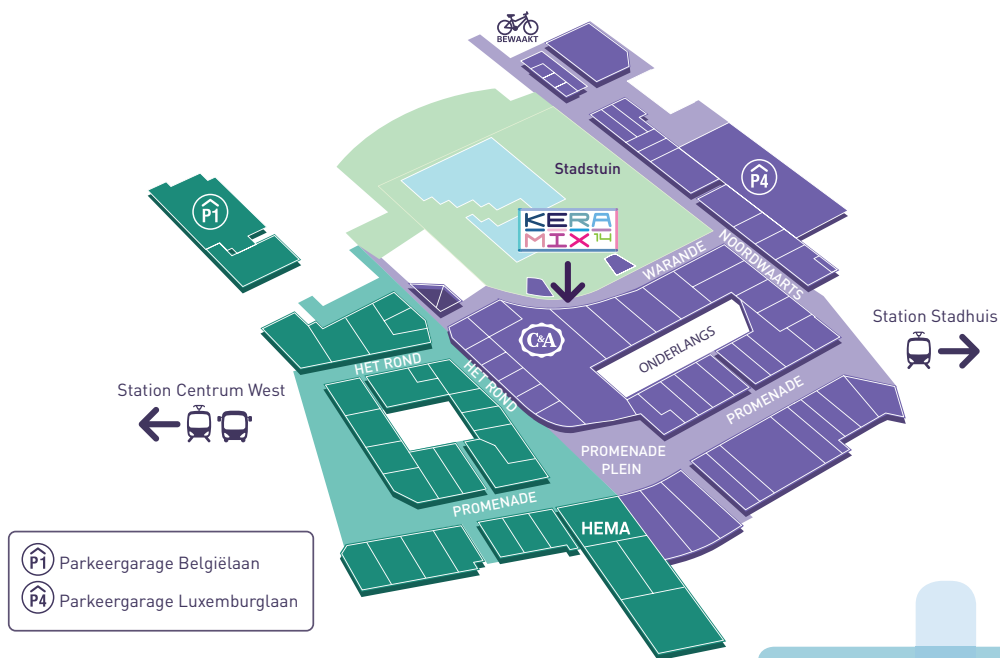 BEWAAKT
Stadstuin
P4
P1
KERA
MIX 14
WARANDE
NOORDWAARTS
Station Stadhuis
C&A
ONDERLANGS
HET ROND
HET ROND
Station Centrum West
PROMENADE
PROMENADE
PLEIN
PROMENADE
HEMA
P1 Parkeergarage Belgiëlaan
P4 Parkeergarage Luxemburglaan